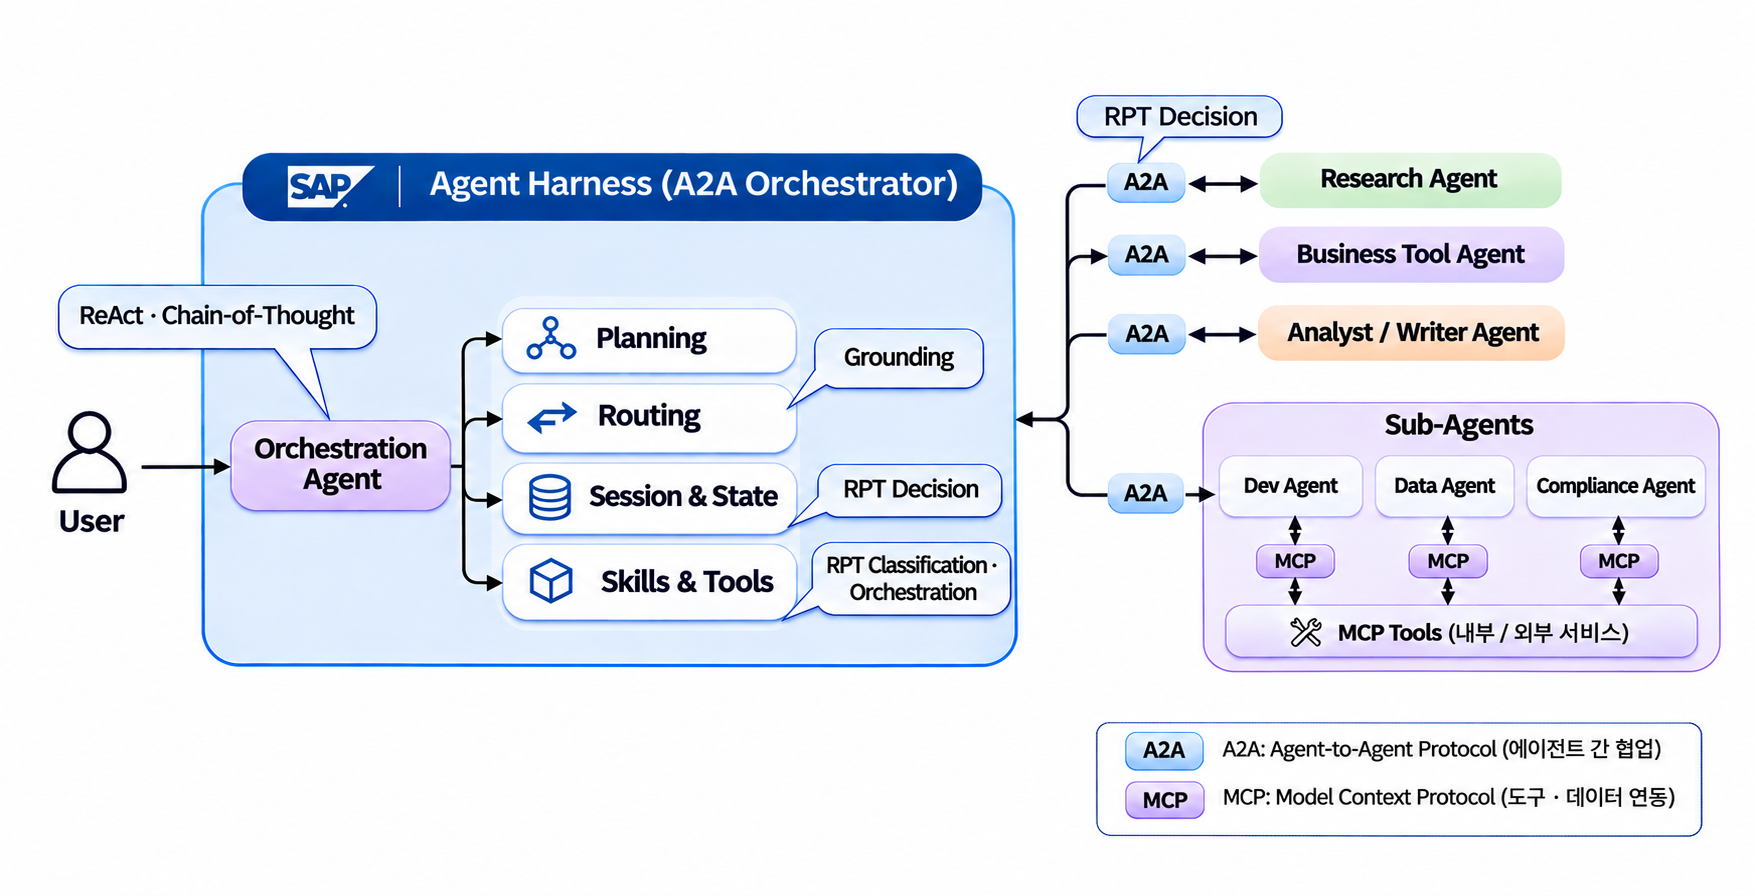 SAP
Agent Harness (A2A Orchestrator)
ReAct · Chain-of-Thought
User
Orchestration
Agent
Planning
Routing
Session & State
Skills & Tools
Grounding
RPT Decision
RPT Classification ·
Orchestration
RPT Decision
A2A
Research Agent
A2A
Business Tool Agent
A2A
Analyst / Writer Agent
A2A
Sub-Agents
Dev Agent
Data Agent
Compliance Agent
MCP
MCP
MCP
MCP Tools (내부 / 외부 서비스)
A2A
A2A: Agent-to-Agent Protocol (에이전트 간 협업)
MCP
MCP: Model Context Protocol (도구 · 데이터 연동)